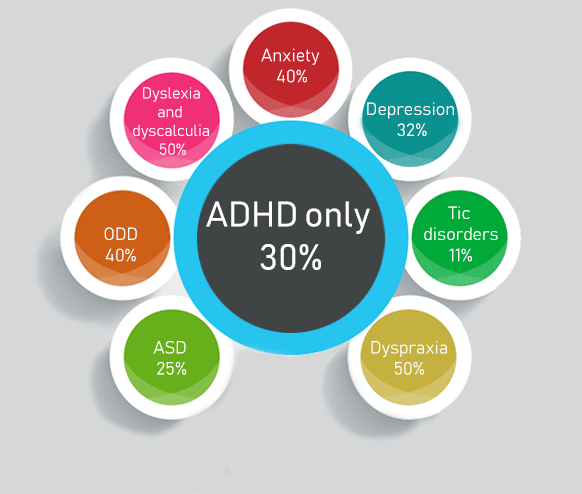 Anxiety
40%
Dyslexia
and
dyscalculia
50%
Depression
32%
ADHD only
30%
ODD
40%
Tic
disorders
11%
ASD
25%
Dyspraxia
50%